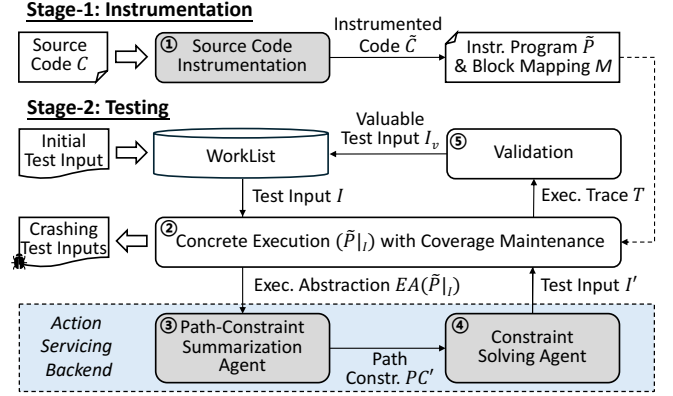 Stage-1: Instrumentation
Source
Code C
①
Source Code
Instrumentation
Instrumented
Code C̃
Instr. Program P̃
& Block Mapping M
Stage-2: Testing
Initial
Test Input
WorkList
Valuable
Test Input Iᵥ
⑤
Validation
Test Input I
Exec. Trace T
Crashing
Test Inputs
②
Concrete Execution (P̃|I) with Coverage Maintenance
Exec. Abstraction EA(P̃|I)
Test Input I′
Action
Servicing
Backend
③
Path-Constraint
Summarization
Agent
Path
Constr. PC′
④
Constraint
Solving Agent